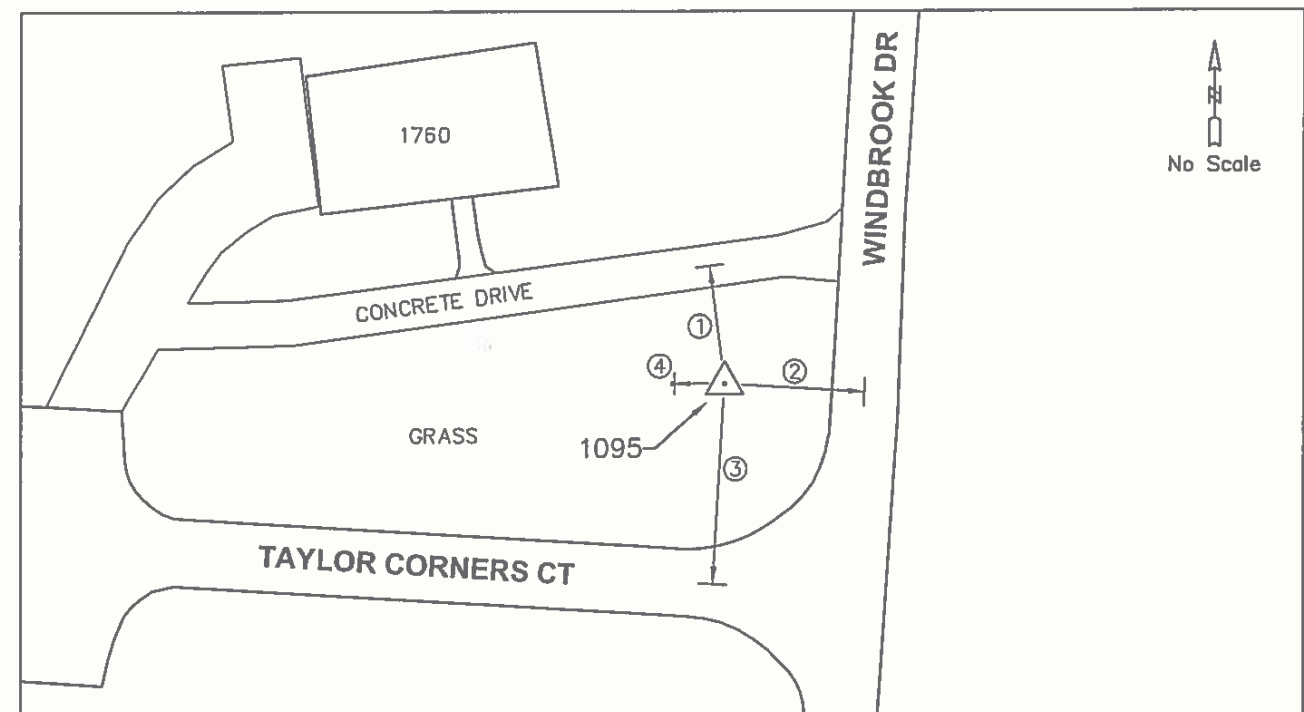 1760
WINDBROOK DR
N
No Scale
CONCRETE DRIVE
1
4
2
GRASS
1095
3
TAYLOR CORNERS CT